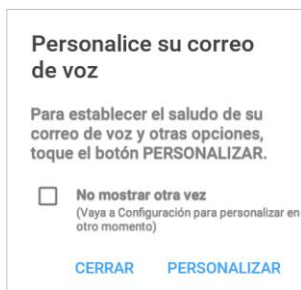 Personalice su correo
de voz
Para establecer el saludo de su
correo de voz y otras opciones,
toque el botón PERSONALIZAR.
No mostrar otra vez
(Vaya a Configuración para personalizar en
otro momento)
CERRAR PERSONALIZAR